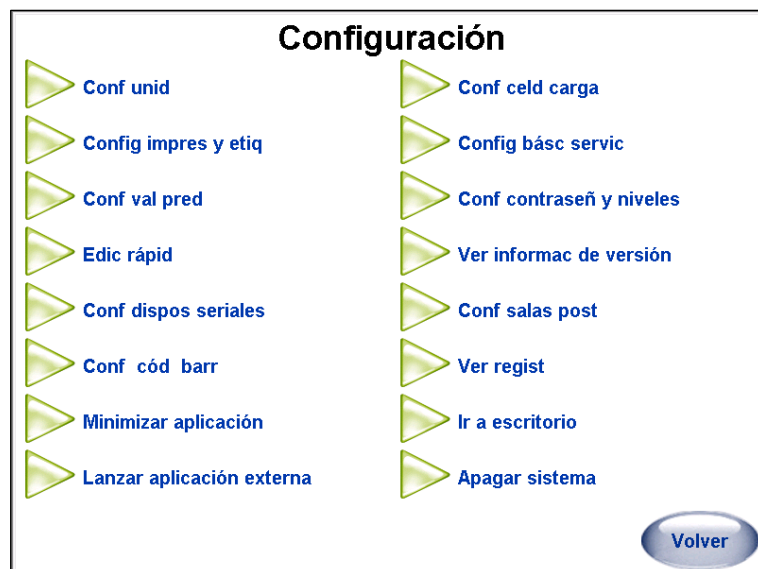 Configuración
Conf unid
Conf celd carga
Config impres y etiq
Config básc servic
Conf val pred
Conf contraseñ y niveles
Edic rápid
Ver informac de versión
Conf dispos seriales
Conf salas post
Conf cód barr
Ver regist
Minimizar aplicación
Ir a escritorio
Lanzar aplicación externa
Apagar sistema
Volver